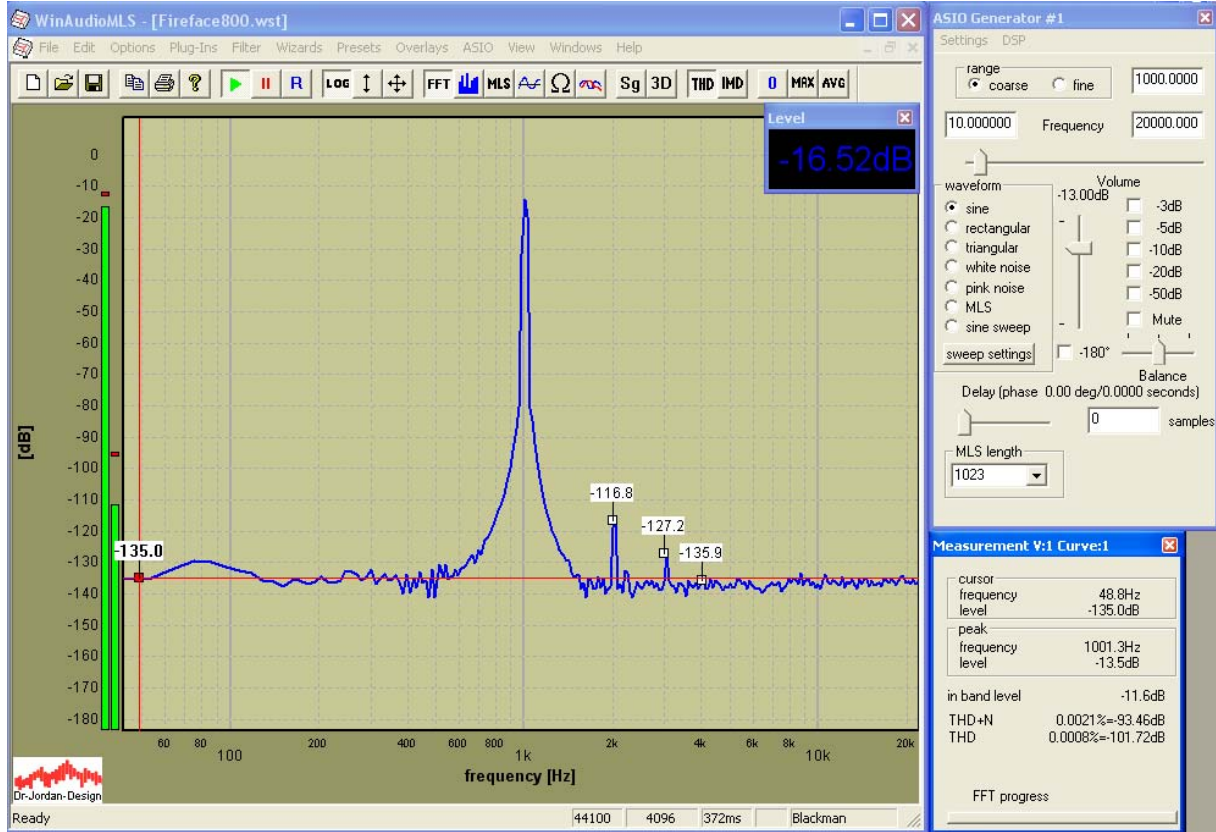 WinAudioMLS - [Fireface800.wst]
File Edit Options Plug-Ins Filter Wizards Presets Overlays ASIO View Windows Help
R LOG FFT MLS Ω Sg 3D THD IMD 0 MAX AVG
Level
-16.52dB
[dB]
0
-10
-20
-30
-40
-50
-60
-70
-80
-90
-100
-110
-120
-130
-140
-150
-160
-170
-180
-135.0
-116.8
-127.2
-135.9
60 80 100 200 400 600 800 1k 2k 4k 6k 8k 10k 20k
frequency [Hz]
Dr-Jordan-Design
Ready 44100 4096 372ms Blackman
ASIO Generator #1
Settings DSP
range
coarse fine 1000.0000
10.000000 Frequency 20000.000
waveform
sine
rectangular
triangular
white noise
pink noise
MLS
sine sweep
sweep settings
Volume
-13.00dB
-3dB
-5dB
-10dB
-20dB
-50dB
Mute
-180°
Balance
Delay (phase 0.00 deg/0.0000 seconds)
0 samples
MLS length
1023
Measurement V:1 Curve:1
cursor
frequency 48.8Hz
level -135.0dB
peak
frequency 1001.3Hz
level -13.5dB
in band level -11.6dB
THD+N 0.0021%=-93.46dB
THD 0.0008%=-101.72dB
FFT progress